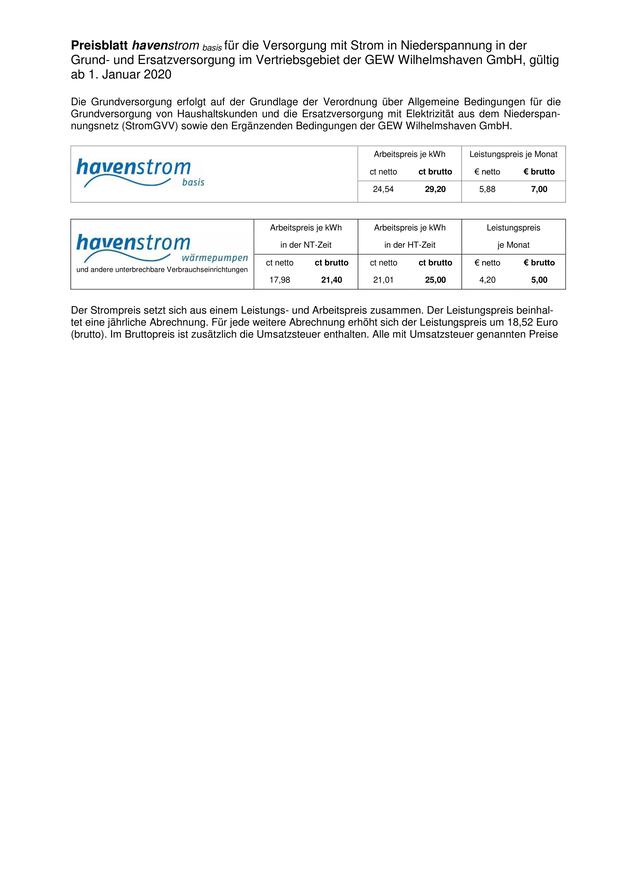 Preisblatt havenstrom basis für die Versorgung mit Strom in Niederspannung in der
Grund- und Ersatzversorgung im Vertriebsgebiet der GEW Wilhelmshaven GmbH, gültig
ab 1. Januar 2020
Die Grundversorgung erfolgt auf der Grundlage der Verordnung über Allgemeine Bedingungen für die
Grundversorgung von Haushaltskunden und die Ersatzversorgung mit Elektrizität aus dem Niederspan-
nungsnetz (StromGVV) sowie den Ergänzenden Bedingungen der GEW Wilhelmshaven GmbH.
havenstrom
basis
Arbeitspreis je kWh Leistungspreis je Monat
ct netto ct brutto € netto € brutto
24,54 29,20 5,88 7,00
havenstrom
wärmepumpen
und andere unterbrechbare Verbrauchseinrichtungen
Arbeitspreis je kWh Arbeitspreis je kWh Leistungspreis
in der NT-Zeit in der HT-Zeit je Monat
ct netto ct brutto ct netto ct brutto € netto € brutto
17,98 21,40 21,01 25,00 4,20 5,00
Der Strompreis setzt sich aus einem Leistungs- und Arbeitspreis zusammen. Der Leistungspreis beinhal-
tet eine jährliche Abrechnung. Für jede weitere Abrechnung erhöht sich der Leistungspreis um 18,52 Euro
(brutto). Im Bruttopreis ist zusätzlich die Umsatzsteuer enthalten. Alle mit Umsatzsteuer genannten Preise